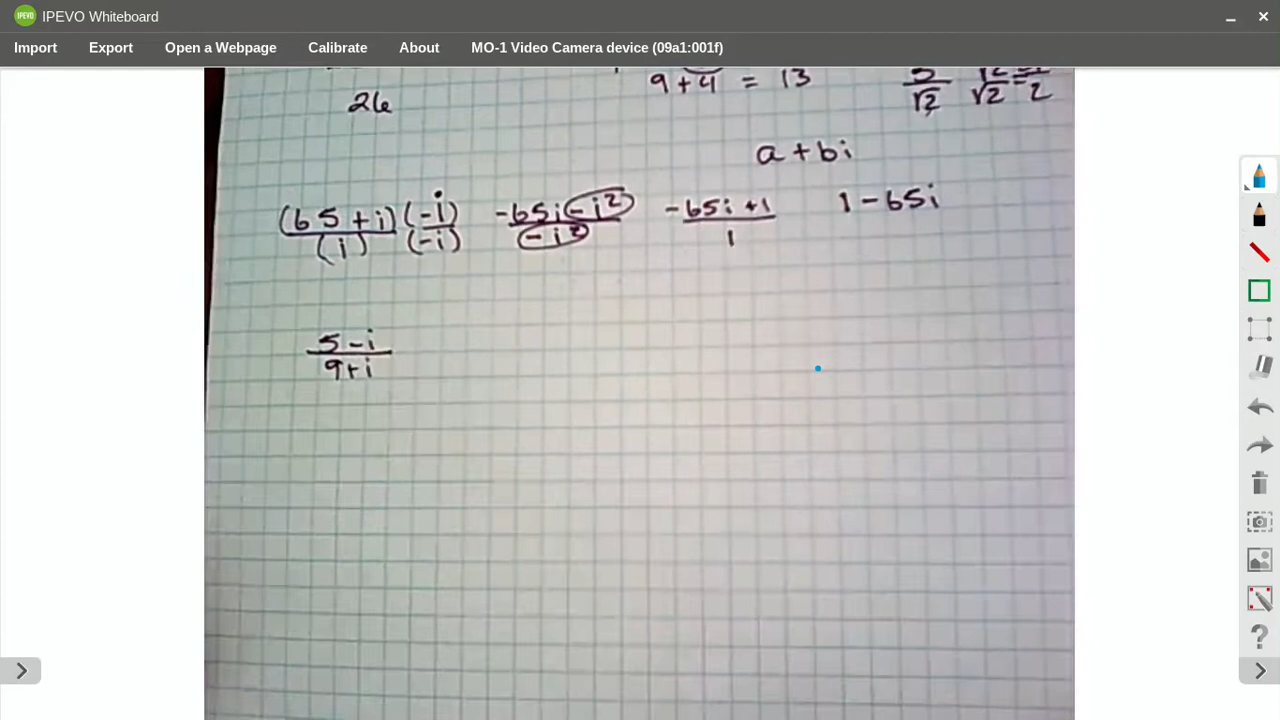 IPEVO Whiteboard
Import Export Open a Webpage Calibrate About MO-1 Video Camera device (09a1:001f)
9 + 4 = 13
26
a + bi
(65 + i)(-i) / (i)(-i) -65i - i² / -i² -65i + 1 / 1 1 - 65i
5 - i / 9 + i